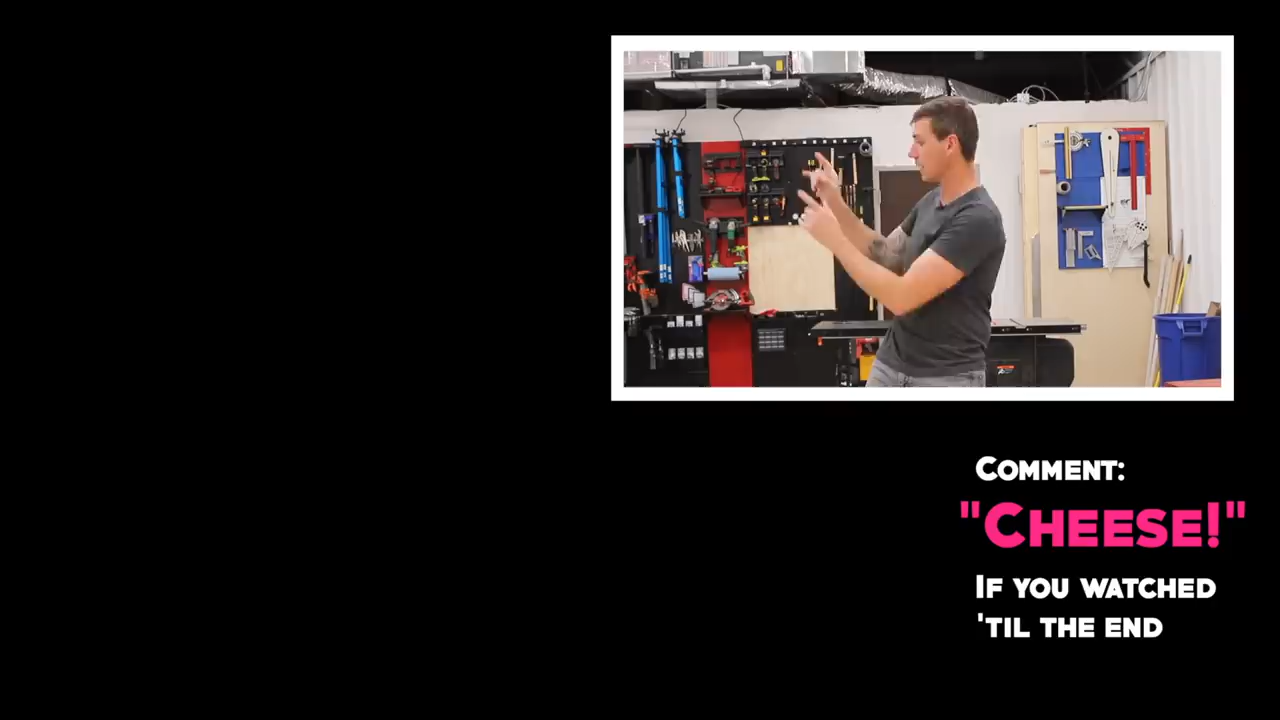 Comment:
"Cheese!"
If you watched
'til the end